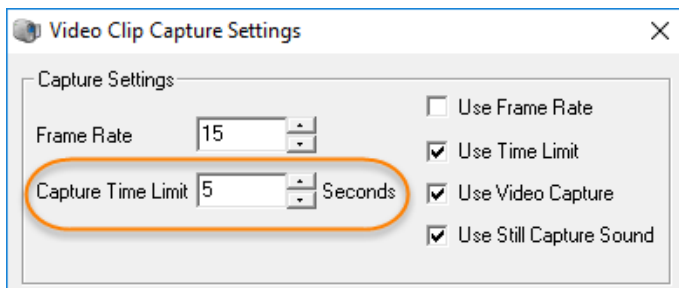 Video Clip Capture Settings
Capture Settings
Use Frame Rate
Frame Rate 15
Use Time Limit
Capture Time Limit 5 Seconds
Use Video Capture
Use Still Capture Sound